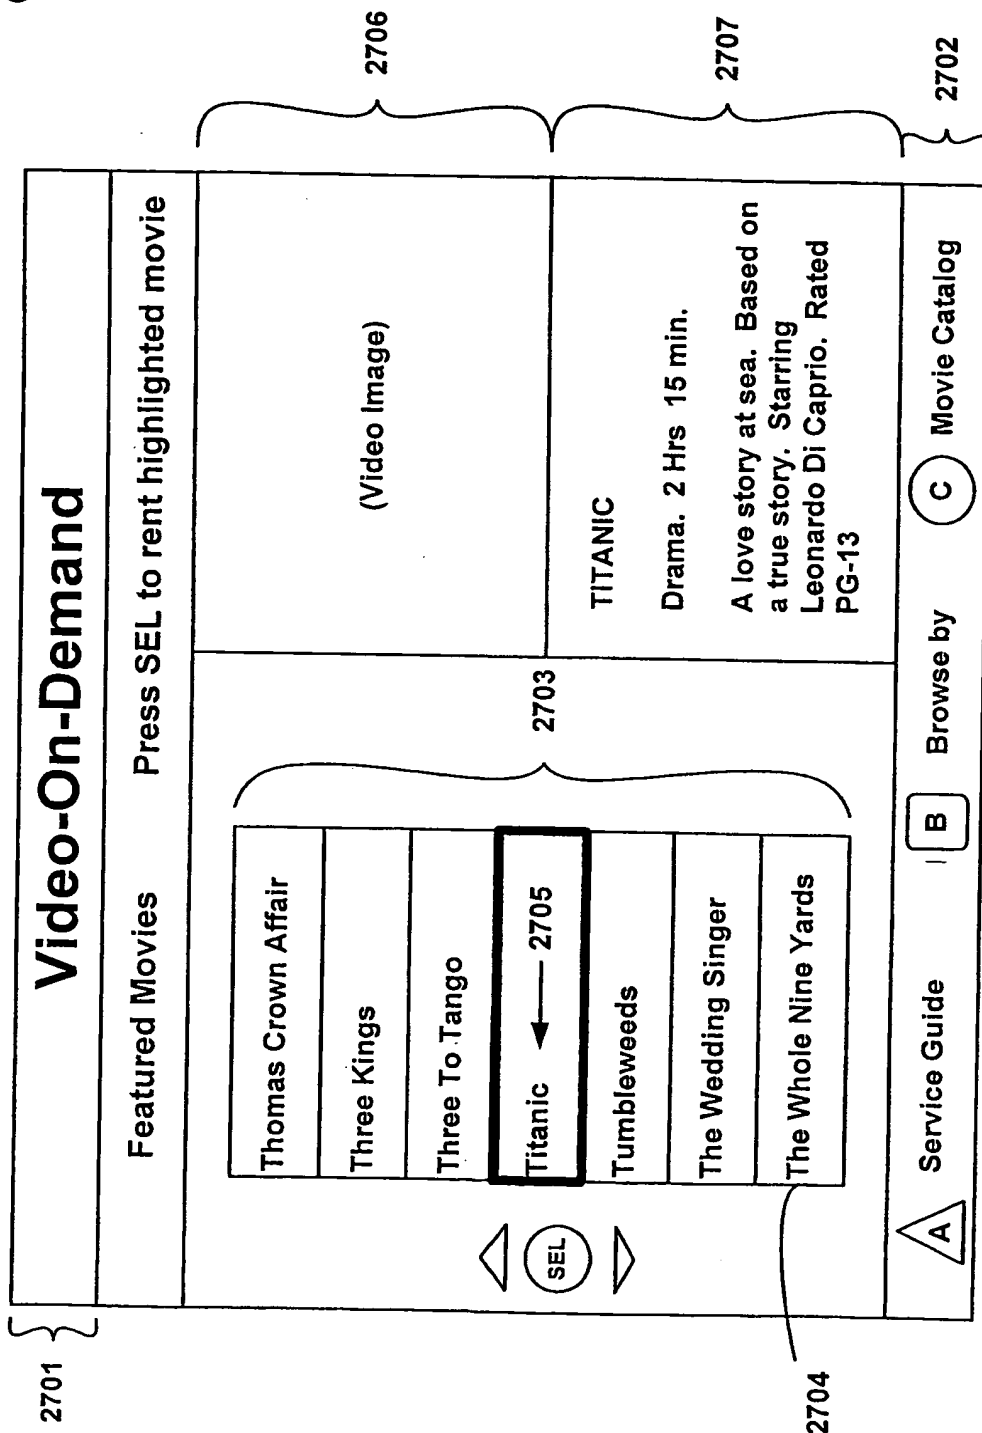 2701
Video-On-Demand
Featured Movies Press SEL to rent highlighted movie
Thomas Crown Affair
Three Kings
Three To Tango
Titanic 2705
Tumbleweeds
The Wedding Singer
The Whole Nine Yards
SEL
2703
2704
(Video Image)
2706
TITANIC
Drama. 2 Hrs 15 min.
A love story at sea. Based on
a true story. Starring
Leonardo Di Caprio. Rated
PG-13
2707
A Service Guide B Browse by C Movie Catalog
2702